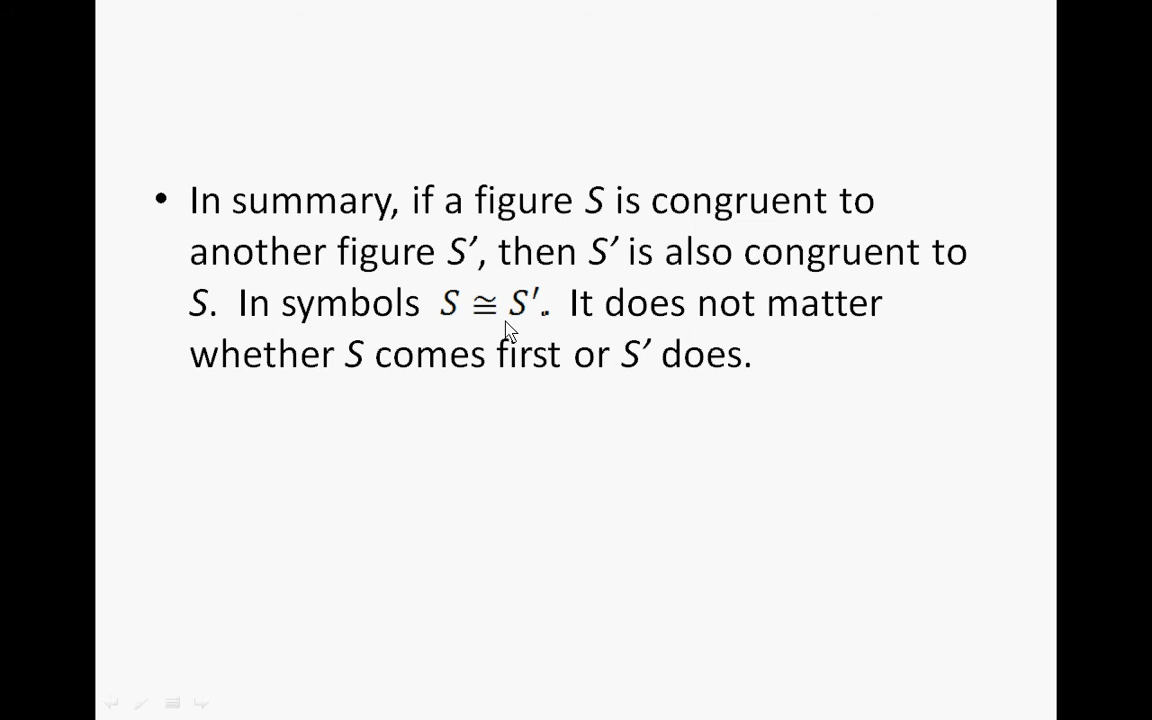 • In summary, if a figure S is congruent to
another figure S’, then S’ is also congruent to
S. In symbols S ≅ S′. It does not matter
whether S comes first or S’ does.